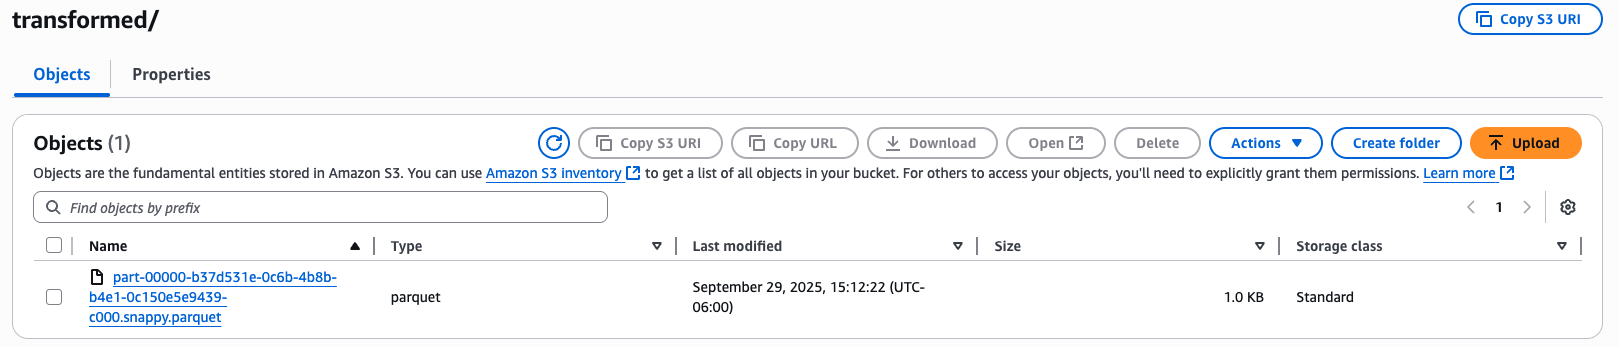 transformed/
Copy S3 URI
Objects
Properties
Objects (1)
Copy S3 URI
Copy URL
Download
Open
Delete
Actions
Create folder
Upload
Objects are the fundamental entities stored in Amazon S3. You can use Amazon S3 inventory to get a list of all objects in your bucket. For others to access your objects, you'll need to explicitly grant them permissions. Learn more
Find objects by prefix
1
Name
Type
Last modified
Size
Storage class
part-00000-b37d531e-0c6b-4b8b-
b4e1-0c150e5e9439-
c000.snappy.parquet
parquet
September 29, 2025, 15:12:22 (UTC-
06:00)
1.0 KB
Standard